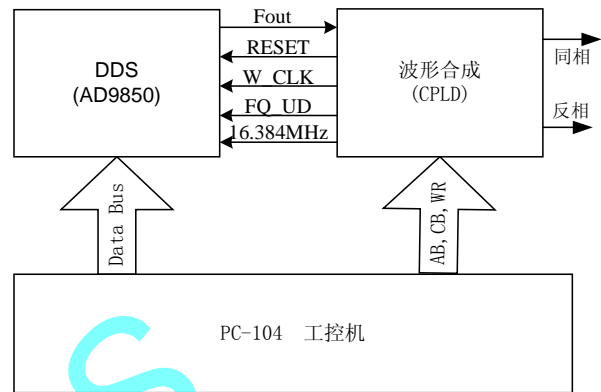 Fout
RESET
W_CLK
FQ_UD
16.384MHz
DDS
(AD9850)
波形合成
(CPLD)
同相
反相
Data Bus
AB,CB,WR
PC-104 工控机